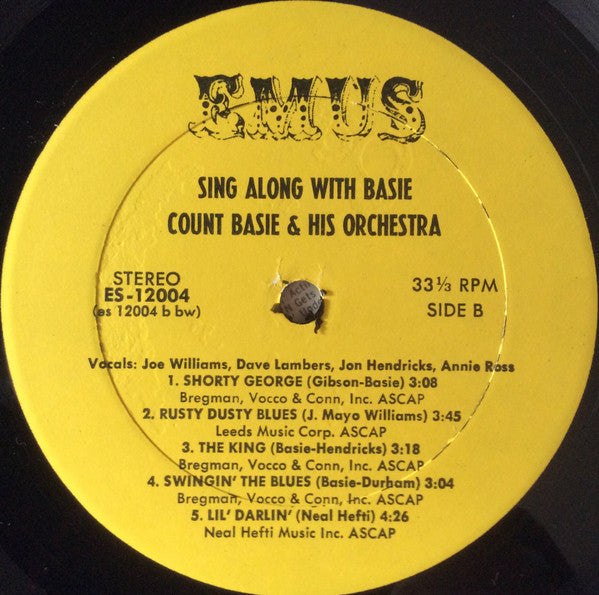 EMUS
SING ALONG WITH BASIE
COUNT BASIE & HIS ORCHESTRA
STEREO
ES-12004
(es 12004 b bw)
33⅓ RPM
SIDE B
Vocals: Joe Williams, Dave Lambers, Jon Hendricks, Annie Ross
1. SHORTY GEORGE (Gibson-Basie) 3:08
Bregman, Vocco & Conn, Inc. ASCAP
2. RUSTY DUSTY BLUES (J. Mayo Williams) 3:45
Leeds Music Corp. ASCAP
3. THE KING (Basie-Hendricks) 3:18
Bregman, Vocco & Conn, Inc. ASCAP
4. SWINGIN' THE BLUES (Basie-Durham) 3:04
Bregman, Vocco & Conn, Inc. ASCAP
5. LIL' DARLIN' (Neal Hefti) 4:26
Neal Hefti Music Inc. ASCAP